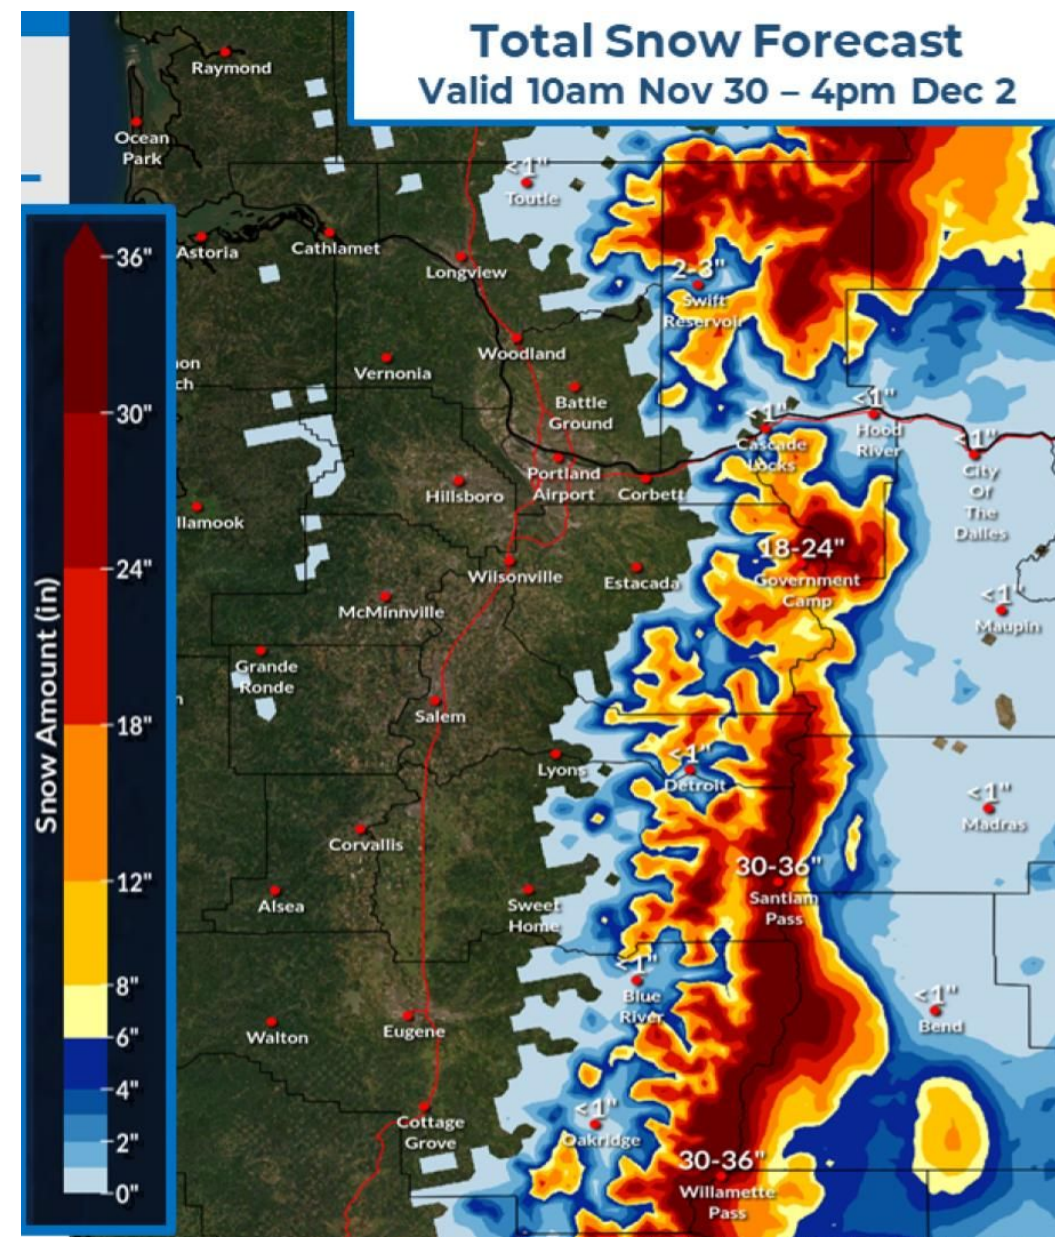 Total Snow Forecast
Valid 10am Nov 30 – 4pm Dec 2
Raymond
Ocean
Park
<1"
Toutle
Astoria
Cathlamet
Longview
2-3"
Swift
Reservoir
Woodland
Vernonia
Battle
Ground
<1"
Cascade
Locks
<1"
Hood
River
<1"
City
Of
The
Dalles
Portland
Airport
Hillsboro
Corbett
llamook
18-24"
Government
Camp
Wilsonville
Estacada
McMinnville
<1"
Maupin
Grande
Ronde
Salem
Lyons
<1"
Detroit
<1"
Madras
Corvallis
30-36"
Santiam
Pass
Alsea
Sweet
Home
<1"
Blue
River
<1"
Bend
Walton
Eugene
Cottage
Grove
<1"
Oakridge
30-36"
Willamette
Pass
Snow Amount (in)
36"
30"
24"
18"
12"
8"
6"
4"
2"
0"